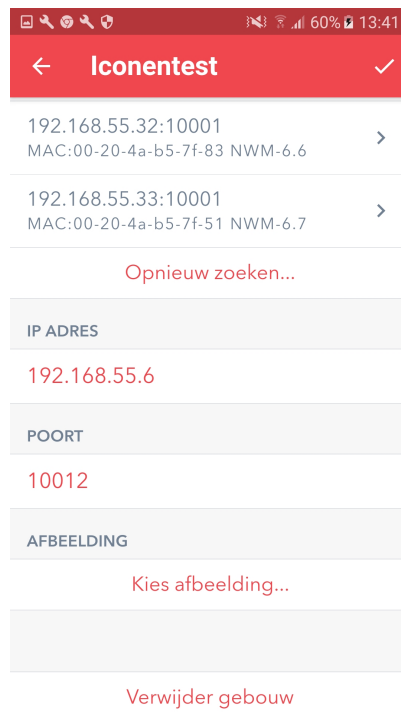 60% 13:41
Iconentest
192.168.55.32:10001
MAC:00-20-4a-b5-7f-83 NWM-6.6
192.168.55.33:10001
MAC:00-20-4a-b5-7f-51 NWM-6.7
Opnieuw zoeken...
IP ADRES
192.168.55.6
POORT
10012
AFBEELDING
Kies afbeelding...
Verwijder gebouw